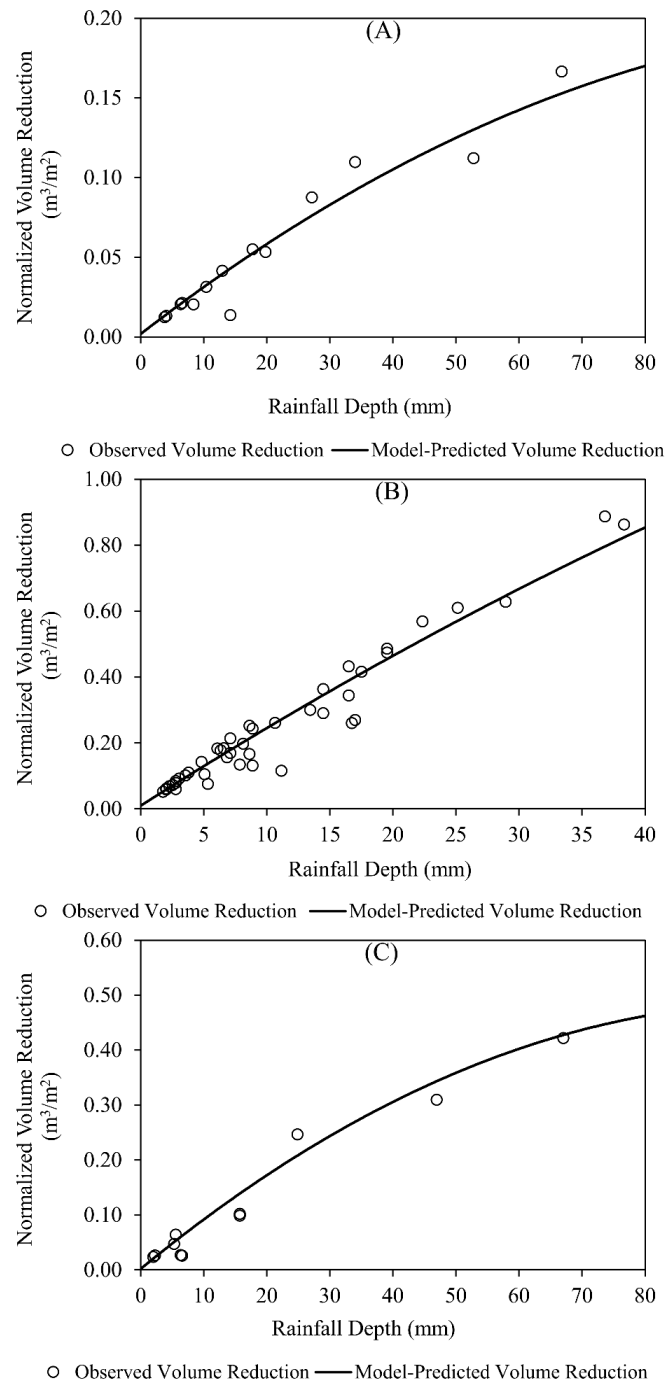 (A)
0.20
0.15
0.10
0.05
0.00
Normalized Volume Reduction
(m³/m²)
0 10 20 30 40 50 60 70 80
Rainfall Depth (mm)
Observed Volume Reduction Model-Predicted Volume Reduction
(B)
1.00
0.80
0.60
0.40
0.20
0.00
Normalized Volume Reduction
(m³/m²)
0 5 10 15 20 25 30 35 40
Rainfall Depth (mm)
Observed Volume Reduction Model-Predicted Volume Reduction
(C)
0.60
0.50
0.40
0.30
0.20
0.10
0.00
Normalized Volume Reduction
(m³/m²)
0 10 20 30 40 50 60 70 80
Rainfall Depth (mm)
Observed Volume Reduction Model-Predicted Volume Reduction